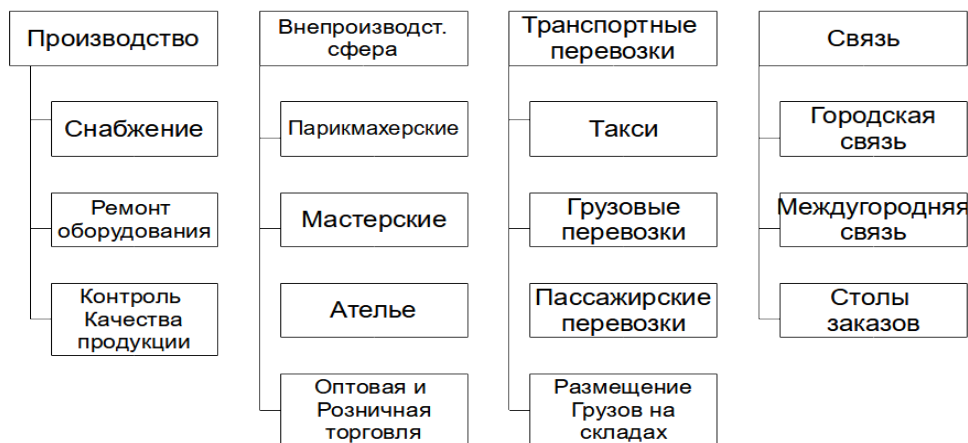 Производство
Снабжение
Ремонт
оборудования
Контроль
Качества
продукции
Внепроизводст.
сфера
Парикмахерские
Мастерские
Ателье
Оптовая и
Розничная
торговля
Транспортные
перевозки
Такси
Грузовые
перевозки
Пассажирские
перевозки
Размещение
Грузов на
складах
Связь
Городская
связь
Междугородняя
связь
Столы
заказов